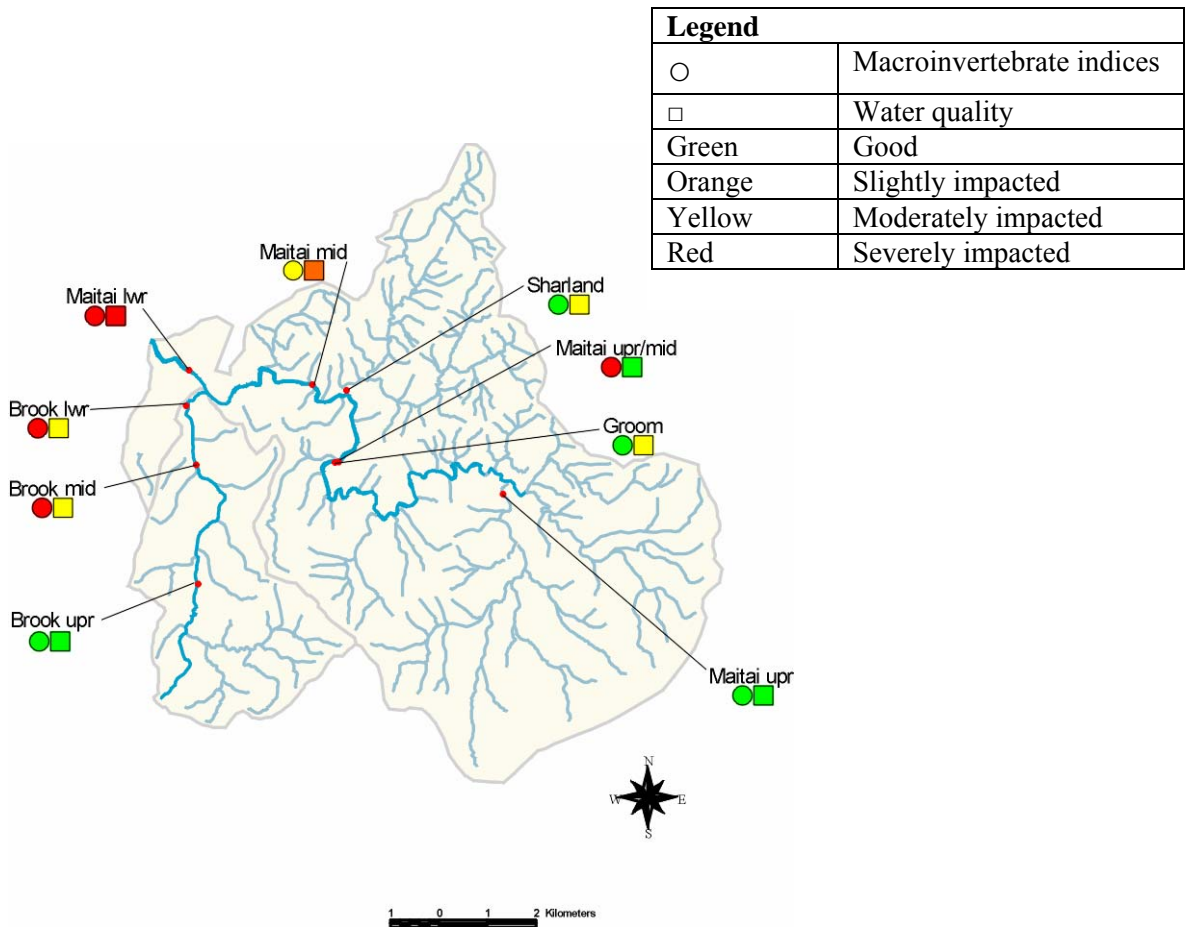 Legend
○ Macroinvertebrate indices
□ Water quality
Green Good
Orange Slightly impacted
Yellow Moderately impacted
Red Severely impacted
Maitai mid
Maitai lwr
Sharland
Maitai upr/mid
Brook lwr
Groom
Brook mid
Brook upr
Maitai upr
N
W E
S
1 0 1 2 Kilometers